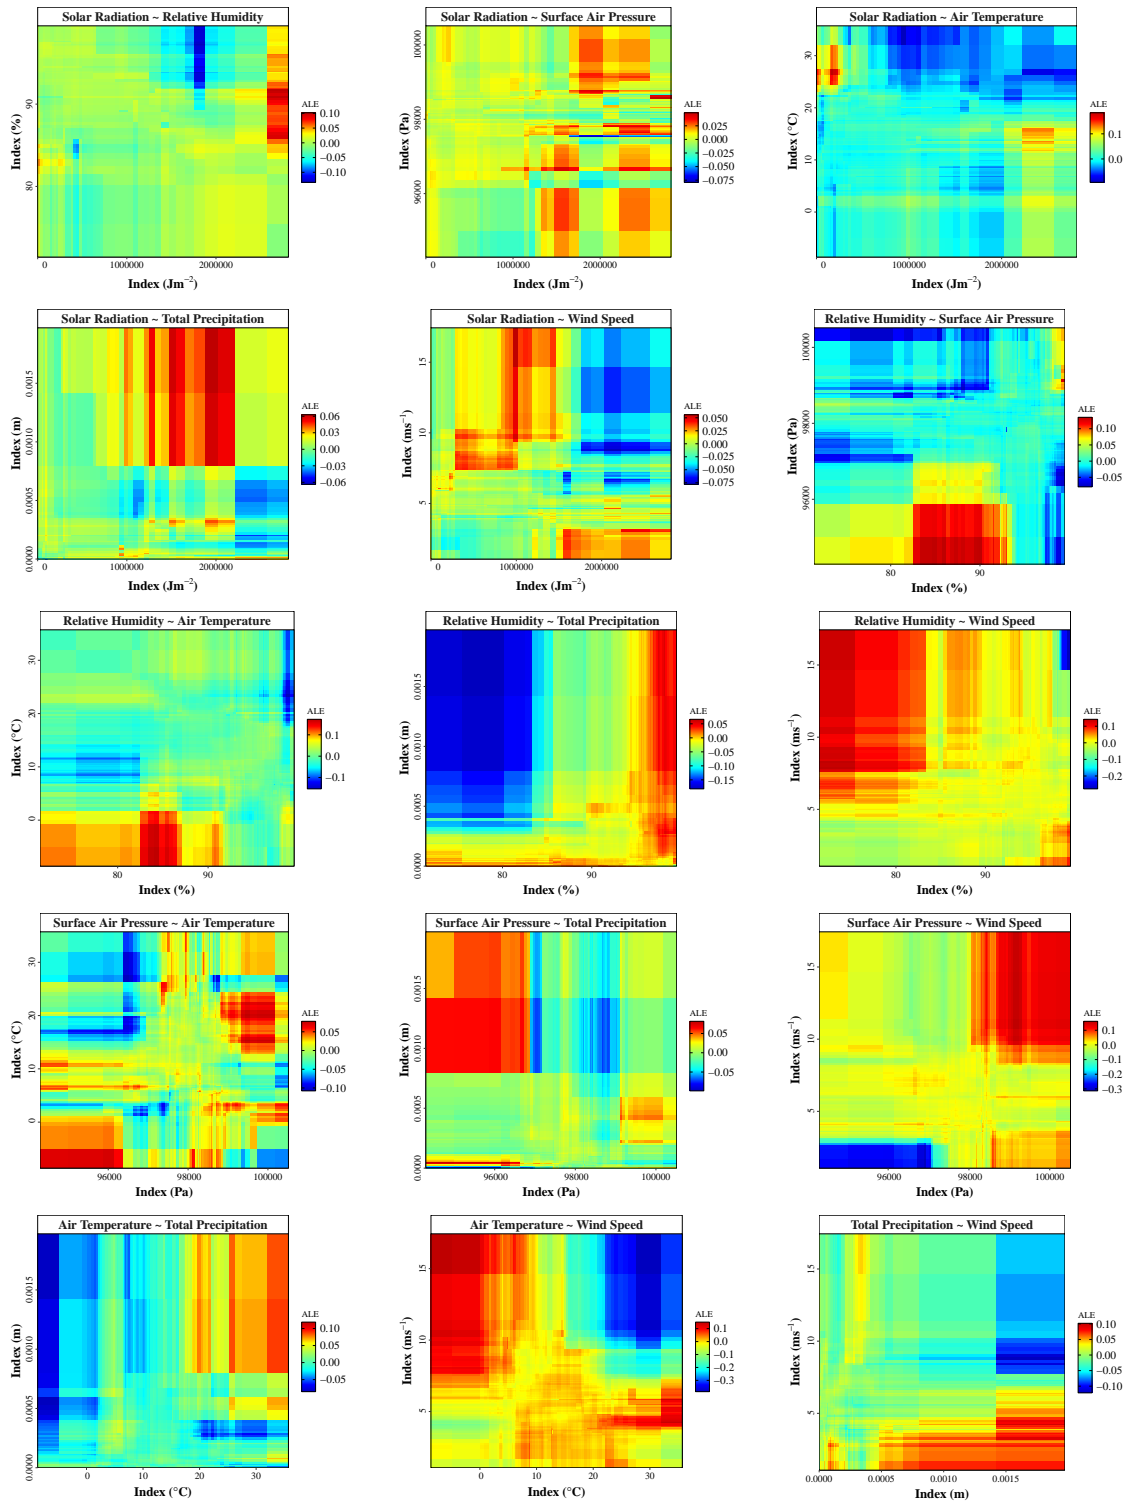 Solar Radiation ~ Relative Humidity
Index (%)
90
80
0
1000000
2000000
Index (Jm⁻²)
ALE
0.10
0.05
0.00
−0.05
−0.10
Solar Radiation ~ Surface Air Pressure
Index (Pa)
100000
98000
96000
0
1000000
2000000
Index (Jm⁻²)
ALE
0.025
0.000
−0.025
−0.050
−0.075
Solar Radiation ~ Air Temperature
Index (°C)
30
20
10
0
0
1000000
2000000
Index (Jm⁻²)
ALE
0.1
0.0
Solar Radiation ~ Total Precipitation
Index (m)
0.0015
0.0010
0.0005
0.0000
0
1000000
2000000
Index (Jm⁻²)
ALE
0.06
0.03
0.00
−0.03
−0.06
Solar Radiation ~ Wind Speed
Index (ms⁻¹)
15
10
5
0
1000000
2000000
Index (Jm⁻²)
ALE
0.050
0.025
0.000
−0.025
−0.050
−0.075
Relative Humidity ~ Surface Air Pressure
Index (Pa)
100000
98000
96000
80
90
Index (%)
ALE
0.10
0.05
0.00
−0.05
Relative Humidity ~ Air Temperature
Index (°C)
30
20
10
0
80
90
Index (%)
ALE
0.1
0.0
−0.1
Relative Humidity ~ Total Precipitation
Index (m)
0.0015
0.0010
0.0005
0.0000
80
90
Index (%)
ALE
0.05
0.00
−0.05
−0.10
−0.15
Relative Humidity ~ Wind Speed
Index (ms⁻¹)
15
10
5
80
90
Index (%)
ALE
0.1
0.0
−0.1
−0.2
Surface Air Pressure ~ Air Temperature
Index (°C)
30
20
10
0
96000
98000
100000
Index (Pa)
ALE
0.05
0.00
−0.05
−0.10
Surface Air Pressure ~ Total Precipitation
Index (m)
0.0015
0.0010
0.0005
0.0000
96000
98000
100000
Index (Pa)
ALE
0.05
0.00
−0.05
Surface Air Pressure ~ Wind Speed
Index (ms⁻¹)
15
10
5
96000
98000
100000
Index (Pa)
ALE
0.1
0.0
−0.1
−0.2
−0.3
Air Temperature ~ Total Precipitation
Index (m)
0.0015
0.0010
0.0005
0.0000
0
10
20
30
Index (°C)
ALE
0.10
0.05
0.00
−0.05
Air Temperature ~ Wind Speed
Index (ms⁻¹)
15
10
5
0
10
20
30
Index (°C)
ALE
0.1
0.0
−0.1
−0.2
−0.3
Total Precipitation ~ Wind Speed
Index (ms⁻¹)
15
10
5
0.0000
0.0005
0.0010
0.0015
Index (m)
ALE
0.10
0.05
0.00
−0.05
−0.10